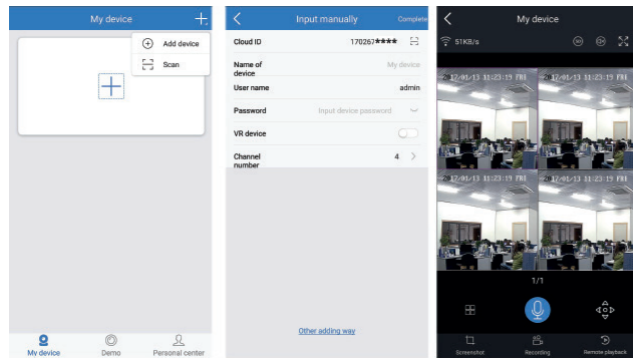 My device
Add device
Scan
My device
Demo
Personal center
Input manually
Complete
Cloud ID
170267****
Name of
device
My device
User name
admin
Password
Input device password
VR device
Channel
number
4
Other adding way
My device
51KB/s
17/01/13 11:23:19 FRI
17/01/13 11:23:19 FRI
17/01/13 11:23:19 FRI
17/01/13 11:23:19 FRI
1/1
Screenshot
Recording
Remote playback